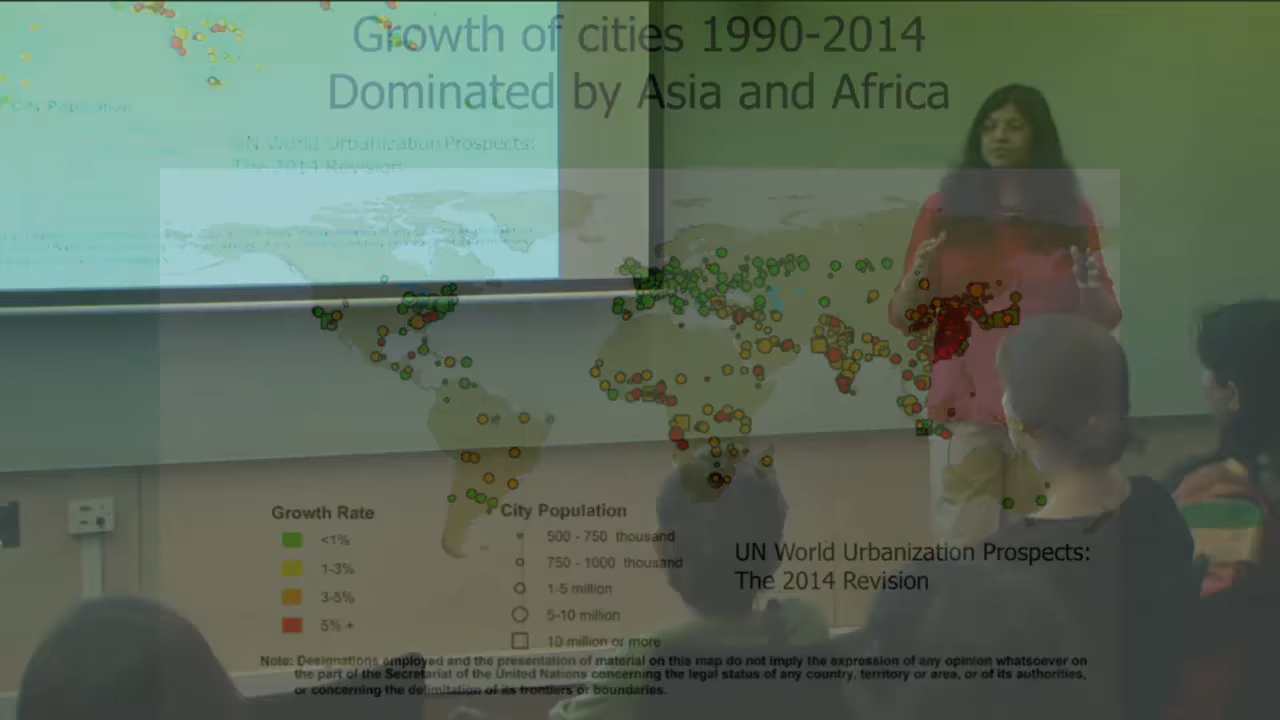 Growth of cities 1990-2014
Dominated by Asia and Africa
City Population
UN World Urbanization Prospects:
The 2014 Revision
Growth Rate
<1%
1-3%
3-5%
5% +
City Population
500 - 750 thousand
750 - 1000 thousand
1-5 million
5-10 million
10 million or more
UN World Urbanization Prospects:
The 2014 Revision
Note: Designations employed and the presentation of material on this map do not imply the expression of any opinion whatsoever on
the part of the Secretariat of the United Nations concerning the legal status of any country, territory or area, or of its authorities,
or concerning the delimitation of its frontiers or boundaries.